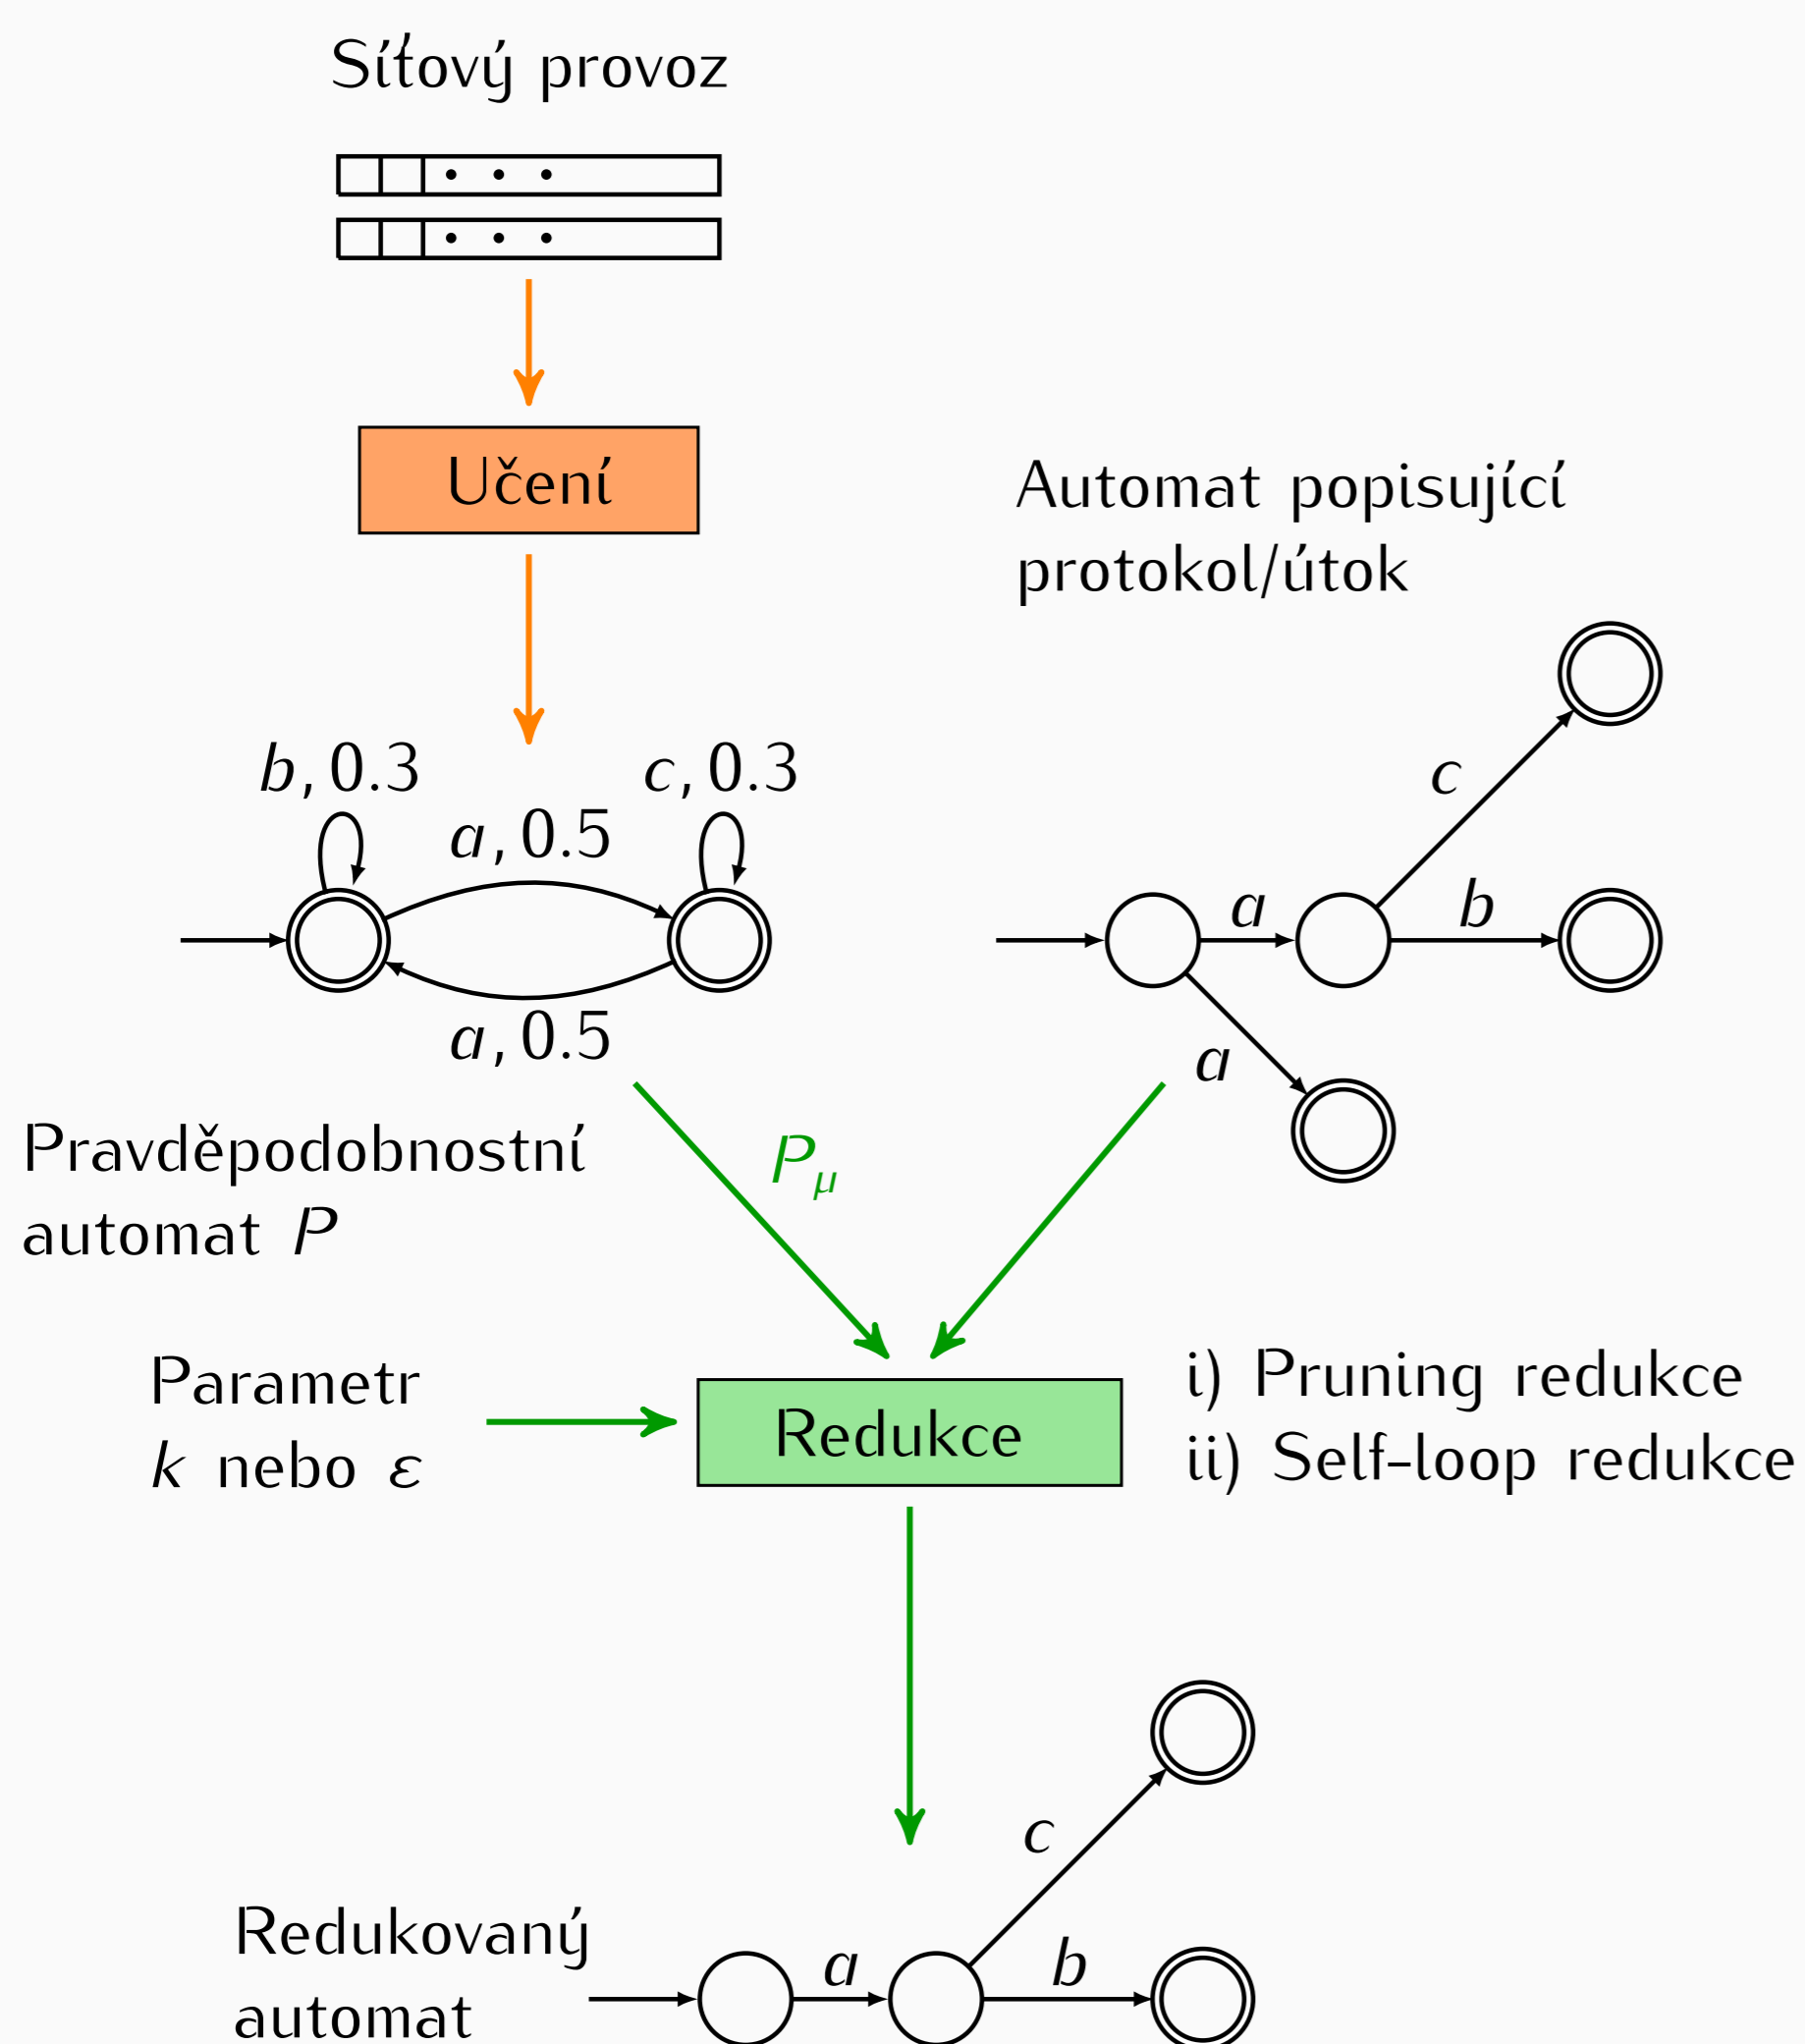 Síťový provoz
Učení
Automat popisující
protokol/útok
b, 0.3
c, 0.3
a, 0.5
a, 0.5
c
a
b
a
Pravděpodobnostní
automat P
Pμ
Parametr
k nebo ε
Redukce
i) Pruning redukce
ii) Self-loop redukce
c
a
b
Redukovaný
automat